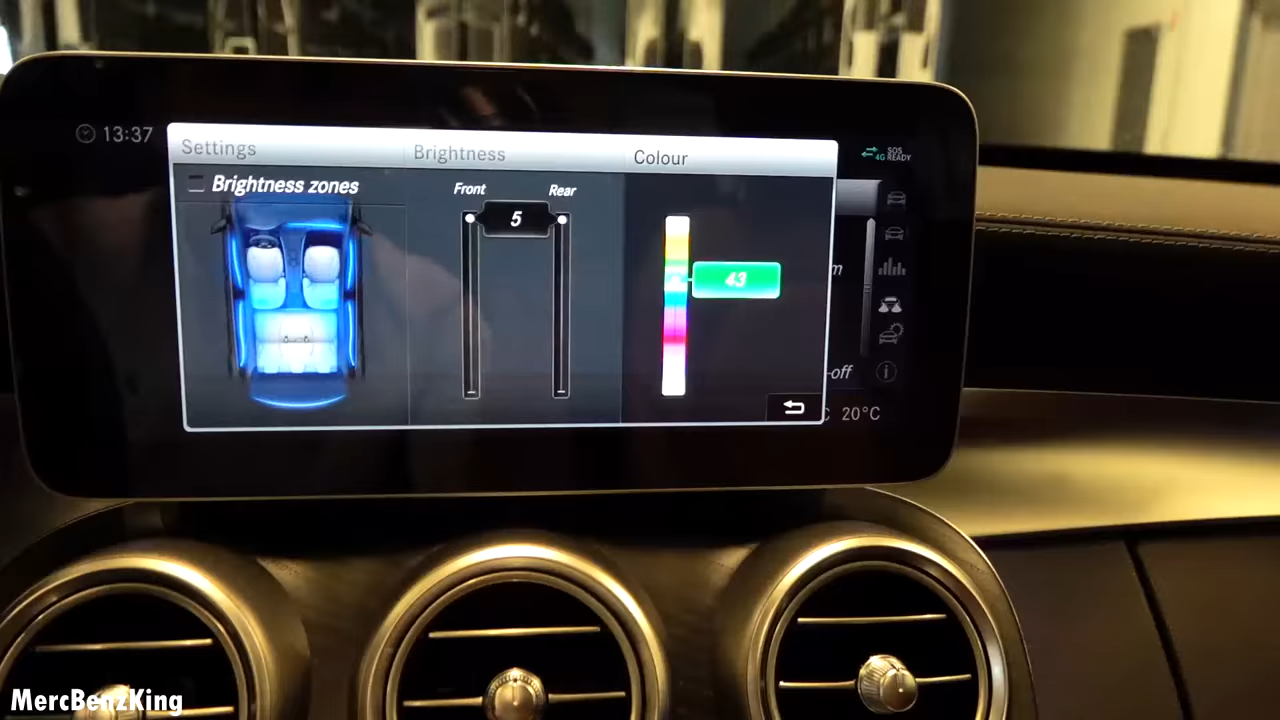 13:37
Settings
Brightness
Colour
4G
SOS
READY
Brightness zones
Front
Rear
5
43
m
-off
C 20°C
MercBenzKing